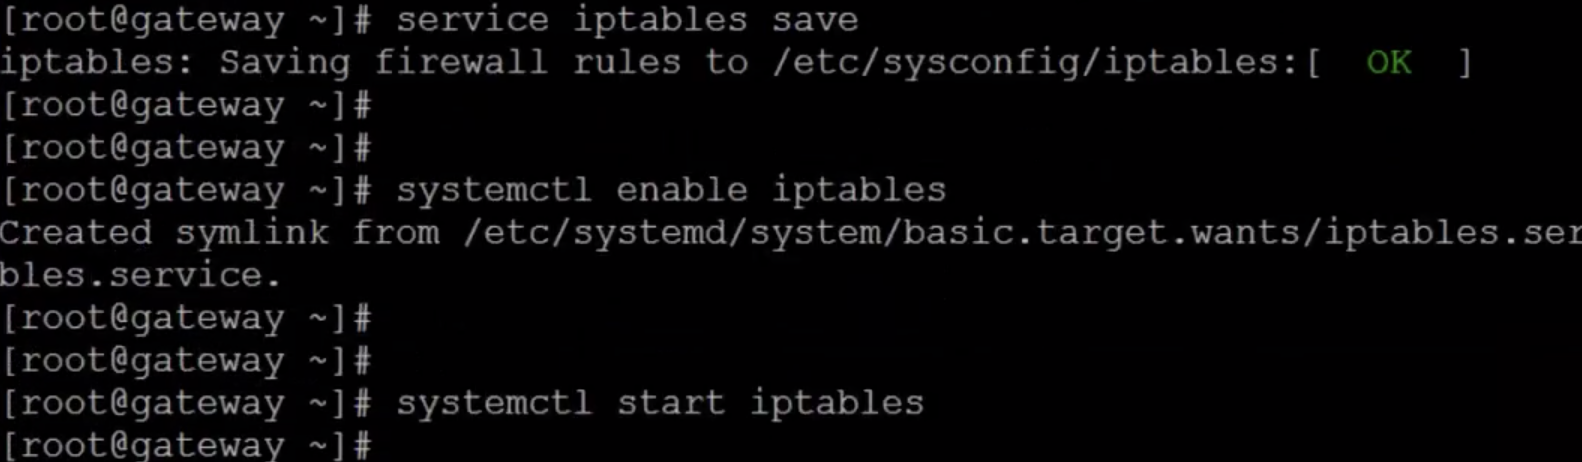 [root@gateway ~]# service iptables save
iptables: Saving firewall rules to /etc/sysconfig/iptables:[  OK  ]
[root@gateway ~]#
[root@gateway ~]#
[root@gateway ~]# systemctl enable iptables
Created symlink from /etc/systemd/system/basic.target.wants/iptables.ser
bles.service.
[root@gateway ~]#
[root@gateway ~]#
[root@gateway ~]# systemctl start iptables
[root@gateway ~]#